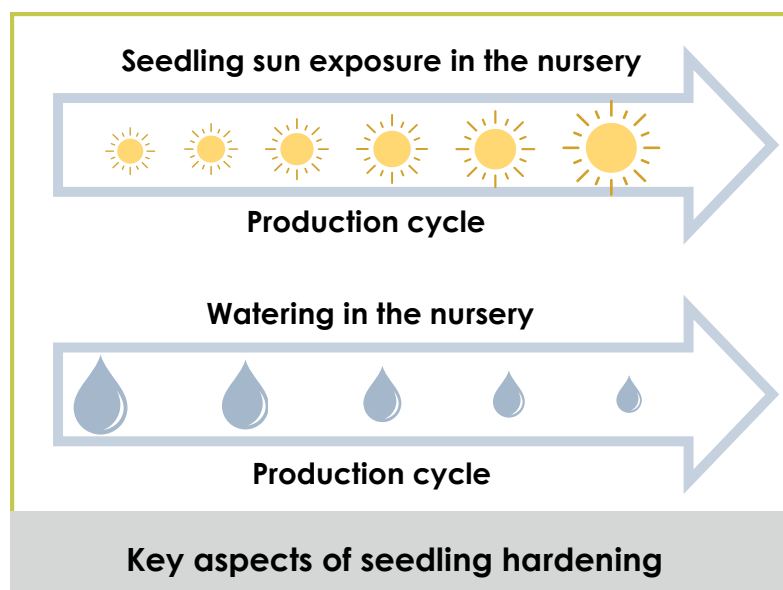 Seedling sun exposure in the nursery
Production cycle
Watering in the nursery
Production cycle
Key aspects of seedling hardening